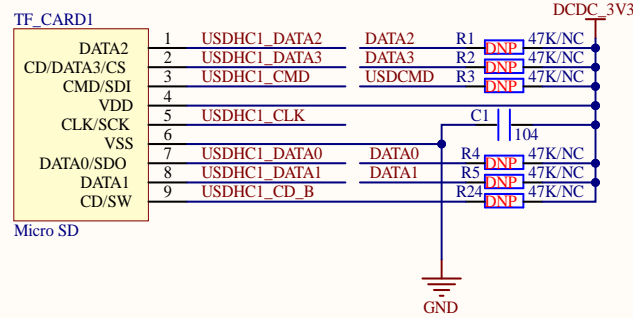 DCDC_3V3
TF_CARD1
DATA2 1 USDHC1_DATA2 DATA2 R1 DNP 47K/NC
CD/DATA3/CS 2 USDHC1_DATA3 DATA3 R2 DNP 47K/NC
CMD/SDI 3 USDHC1_CMD USDCMD R3 DNP 47K/NC
VDD 4
CLK/SCK 5 USDHC1_CLK C1 104
VSS 6
DATA0/SDO 7 USDHC1_DATA0 DATA0 R4 DNP 47K/NC
DATA1 8 USDHC1_DATA1 DATA1 R5 DNP 47K/NC
CD/SW 9 USDHC1_CD_B R24 DNP 47K/NC
Micro SD
GND